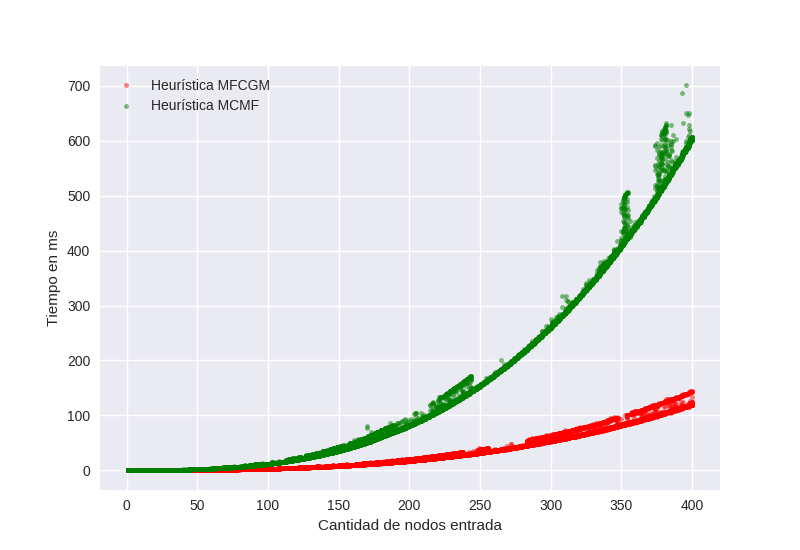 Heurística MFCGM
Heurística MCMF
700
600
500
400
300
200
100
0
Tiempo en ms
0 50 100 150 200 250 300 350 400
Cantidad de nodos entrada